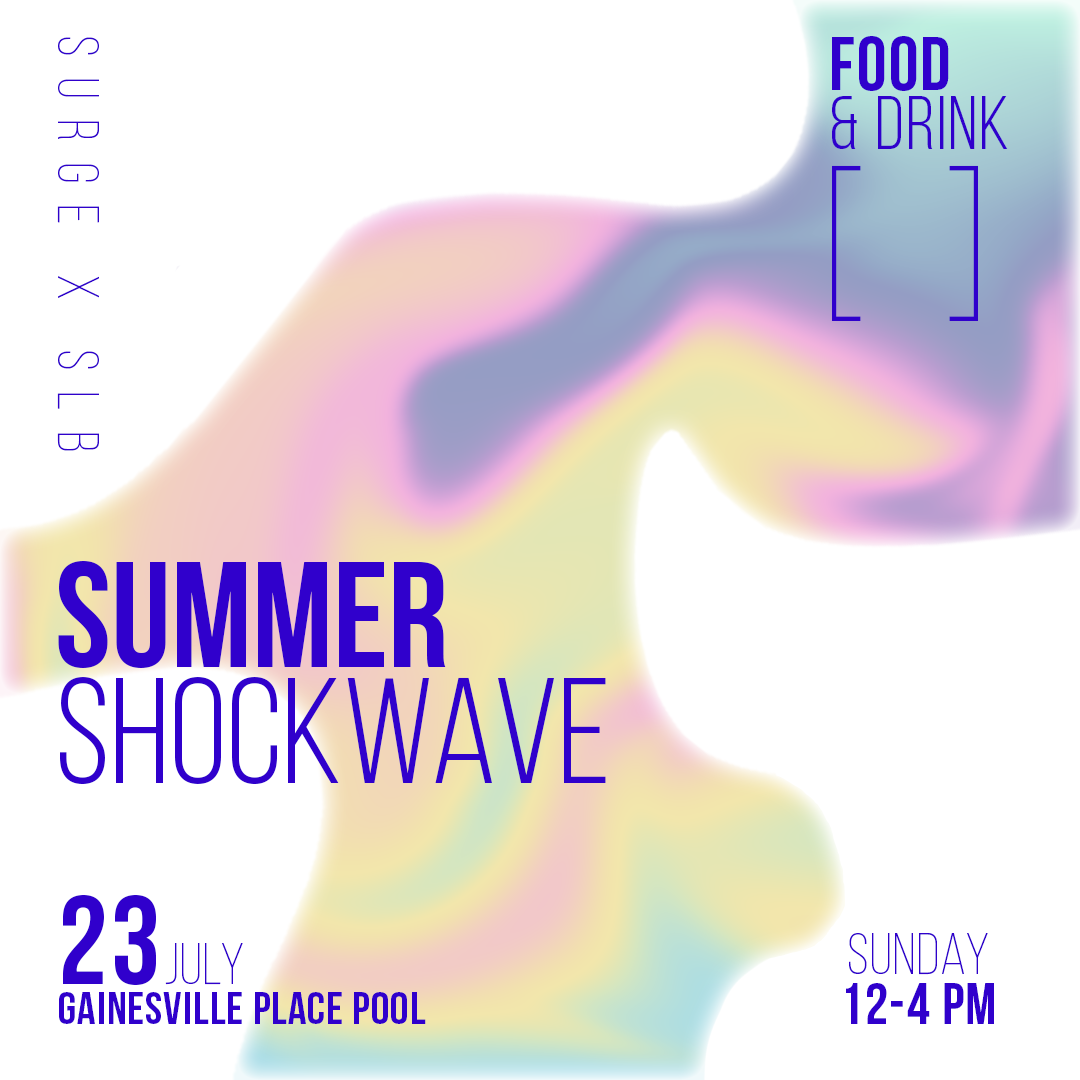 SURGE X SLB
FOOD
& DRINK
SUMMER
SHOCKWAVE
23 JULY
GAINESVILLE PLACE POOL
SUNDAY
12-4 PM